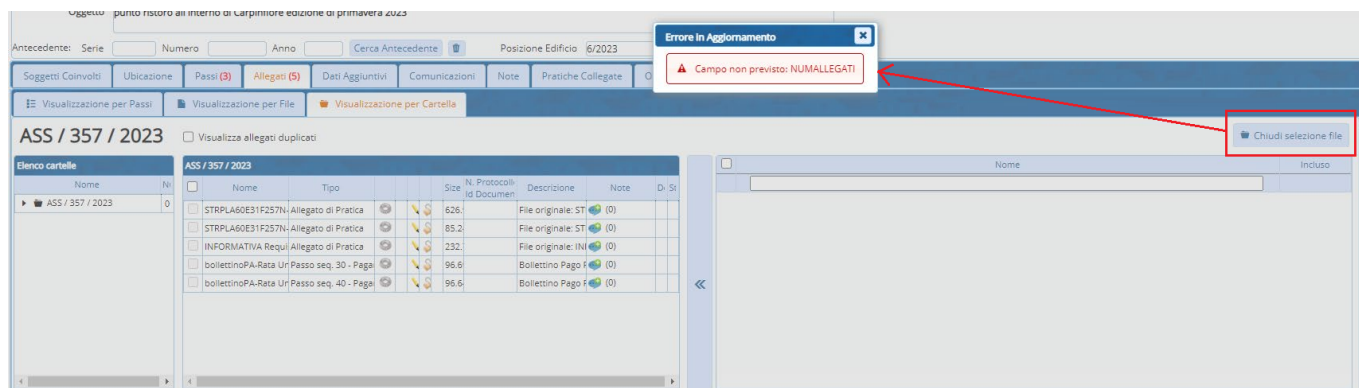 Oggetto punto ristoro all'interno di Carpinfiore edizione di primavera 2023
Antecedente: Serie Numero Anno Cerca Antecedente Posizione Edificio 6/2023
Errore in Aggiornamento
Campo non previsto: NUMALLEGATI
Soggetti Coinvolti Ubicazione Passi (3) Allegati (5) Dati Aggiuntivi Comunicazioni Note Pratiche Collegate O
Visualizzazione per Passi Visualizzazione per File Visualizzazione per Cartella
ASS / 357 / 2023 Visualizza allegati duplicati Chiudi selezione file
Elenco cartelle ASS / 357 / 2023 Nome Incluso
Nome Nome Tipo Size N. Protocoll Id Documen Descrizione Note D St
ASS / 357 / 2023 0
STRPLA60E31F257N- Allegato di Pratica 626. File originale: ST (0)
STRPLA60E31F257N- Allegato di Pratica 85.2 File originale: ST (0)
INFORMATIVA Requi Allegato di Pratica 232. File originale: INI (0)
bollettinoPA-Rata Ur Passo seq. 30 - Paga 96.6 Bollettino Pago (0)
bollettinoPA-Rata Ur Passo seq. 40 - Paga 96.6 Bollettino Pago (0)